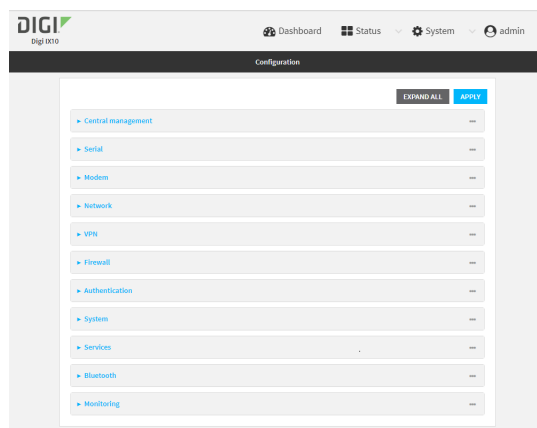 DIGI
Digi IX10
Dashboard
Status
System
admin
Configuration
EXPAND ALL
APPLY
Central management
Serial
Modem
Network
VPN
Firewall
Authentication
System
Services
Bluetooth
Monitoring